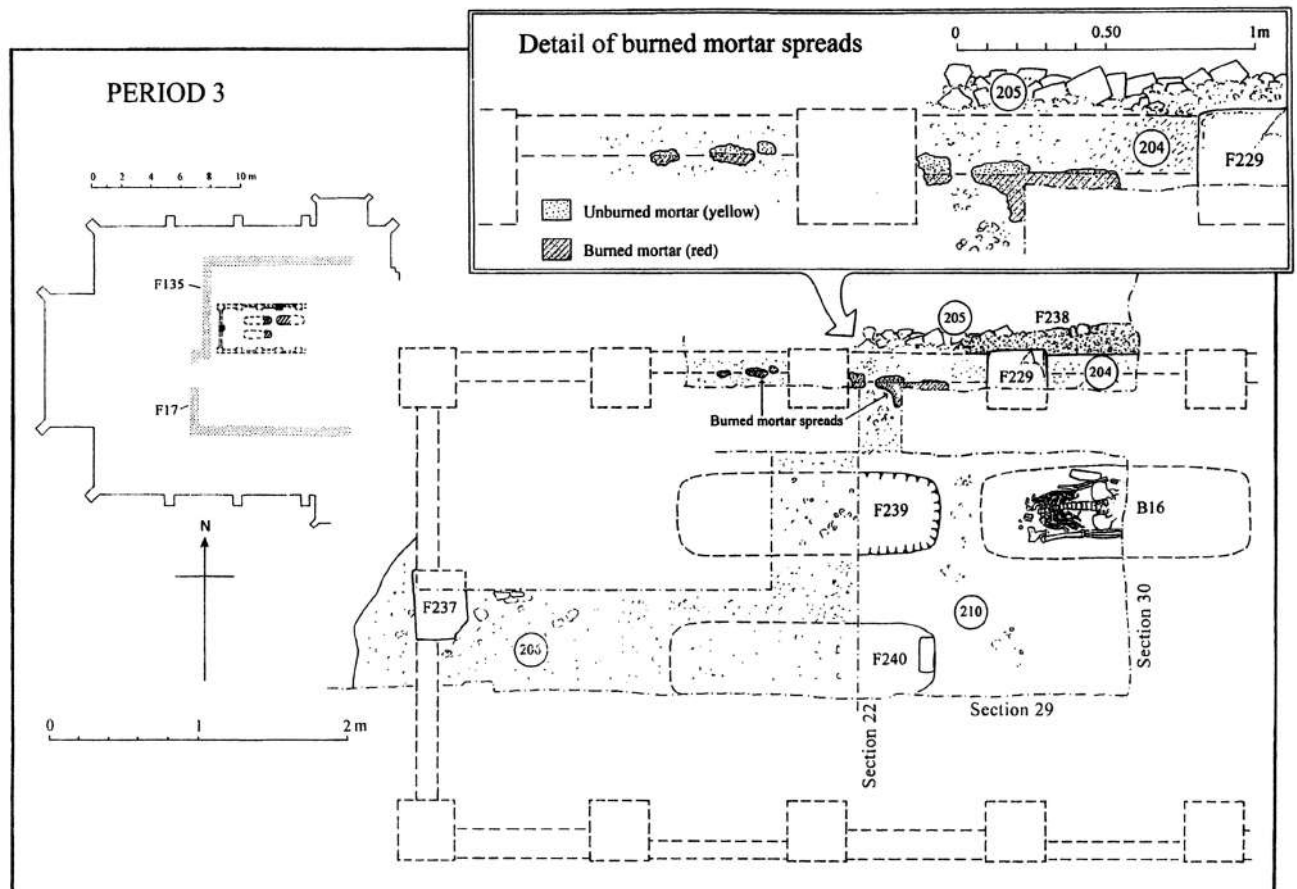 Detail of burned mortar spreads
0 0.50 1m
205
204
F229
Unburned mortar (yellow)
Burned mortar (red)
PERIOD 3
0 2 4 6 8 10 m
F135
F17
N
205
F238
F229
204
Burned mortar spreads
F239
B16
F237
210
F240
Section 30
Section 29
Section 22
0 1 2 m